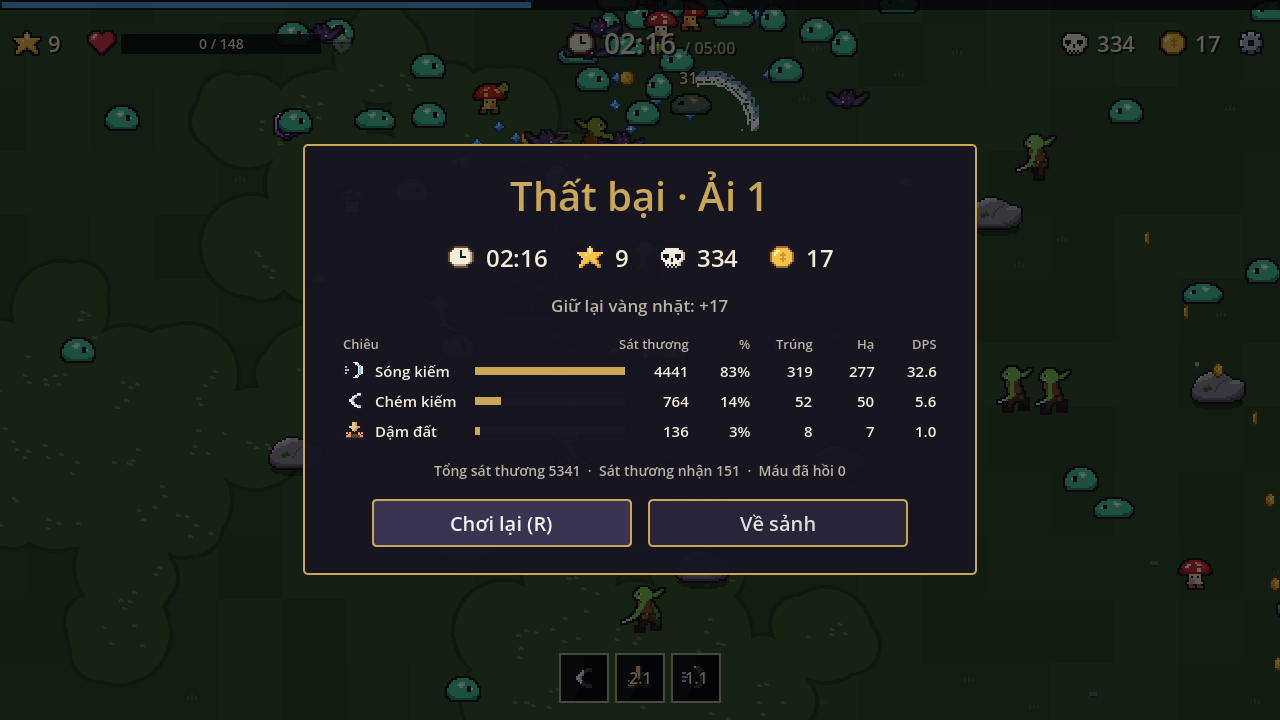 9 0 / 148 02:16 / 05:00 334 17
31
Thất bại · Ải 1
02:16 9 334 17
Giữ lại vàng nhặt: +17
Chiêu Sát thương % Trúng Hạ DPS
Sóng kiếm 4441 83% 319 277 32.6
Chém kiếm 764 14% 52 50 5.6
Dậm đất 136 3% 8 7 1.0
Tổng sát thương 5341 · Sát thương nhận 151 · Máu đã hồi 0
Chơi lại (R) Về sảnh
2.1 1.1